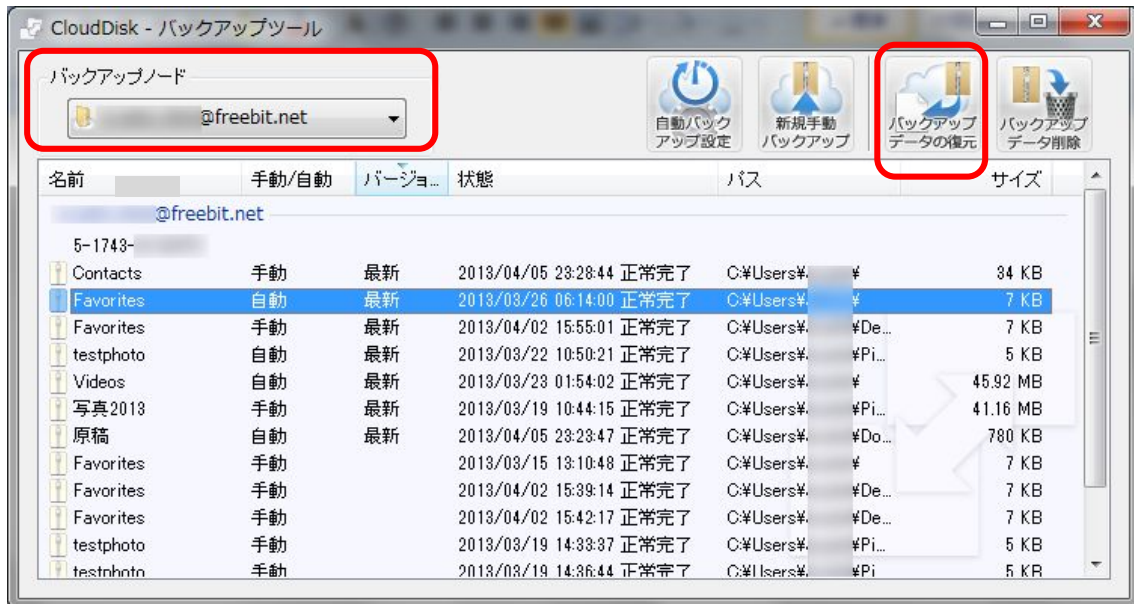 CloudDisk - バックアップツール
バックアップノード
@freebit.net
自動バック
アップ設定
新規手動
バックアップ
バックアップ
データの復元
バックアップ
データ削除
名前 手動/自動 バージョ... 状態 パス サイズ
@freebit.net
5-1743-
Contacts 手動 最新 2013/04/05 23:28:44 正常完了 C:¥Users¥ ¥ 34 KB
Favorites 自動 最新 2013/03/26 06:14:00 正常完了 C:¥Users¥ ¥ 7 KB
Favorites 手動 最新 2013/04/02 15:55:01 正常完了 C:¥Users¥ ¥De... 7 KB
testphoto 自動 最新 2013/03/22 10:50:21 正常完了 C:¥Users¥ ¥Pi... 5 KB
Videos 自動 最新 2013/03/23 01:54:02 正常完了 C:¥Users¥ ¥ 45.92 MB
写真2013 手動 最新 2013/03/19 10:44:15 正常完了 C:¥Users¥ ¥Pi... 41.16 MB
原稿 自動 最新 2013/04/05 23:23:47 正常完了 C:¥Users¥ ¥Do... 780 KB
Favorites 手動 2013/03/15 13:10:48 正常完了 C:¥Users¥ ¥ 7 KB
Favorites 手動 2013/04/02 15:39:14 正常完了 C:¥Users¥ ¥De... 7 KB
Favorites 手動 2013/04/02 15:42:17 正常完了 C:¥Users¥ ¥De... 7 KB
testphoto 手動 2013/03/19 14:33:37 正常完了 C:¥Users¥ ¥Pi... 5 KB
testphoto 手動 2013/03/19 14:36:44 正常完了 C:¥Users¥ ¥Pi 5 KB